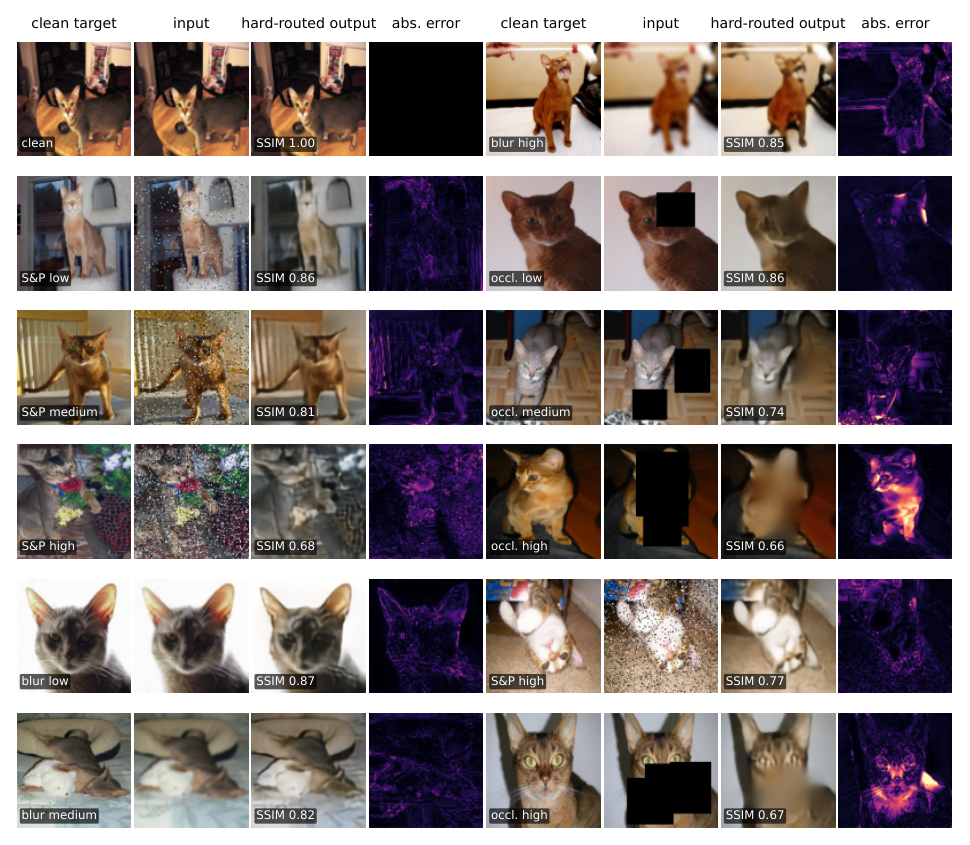 clean target input hard-routed output abs. error clean target input hard-routed output abs. error
clean SSIM 1.00 blur high SSIM 0.85
S&P low SSIM 0.86 occl. low SSIM 0.86
S&P medium SSIM 0.81 occl. medium SSIM 0.74
S&P high SSIM 0.68 occl. high SSIM 0.66
blur low SSIM 0.87 S&P high SSIM 0.77
blur medium SSIM 0.82 occl. high SSIM 0.67